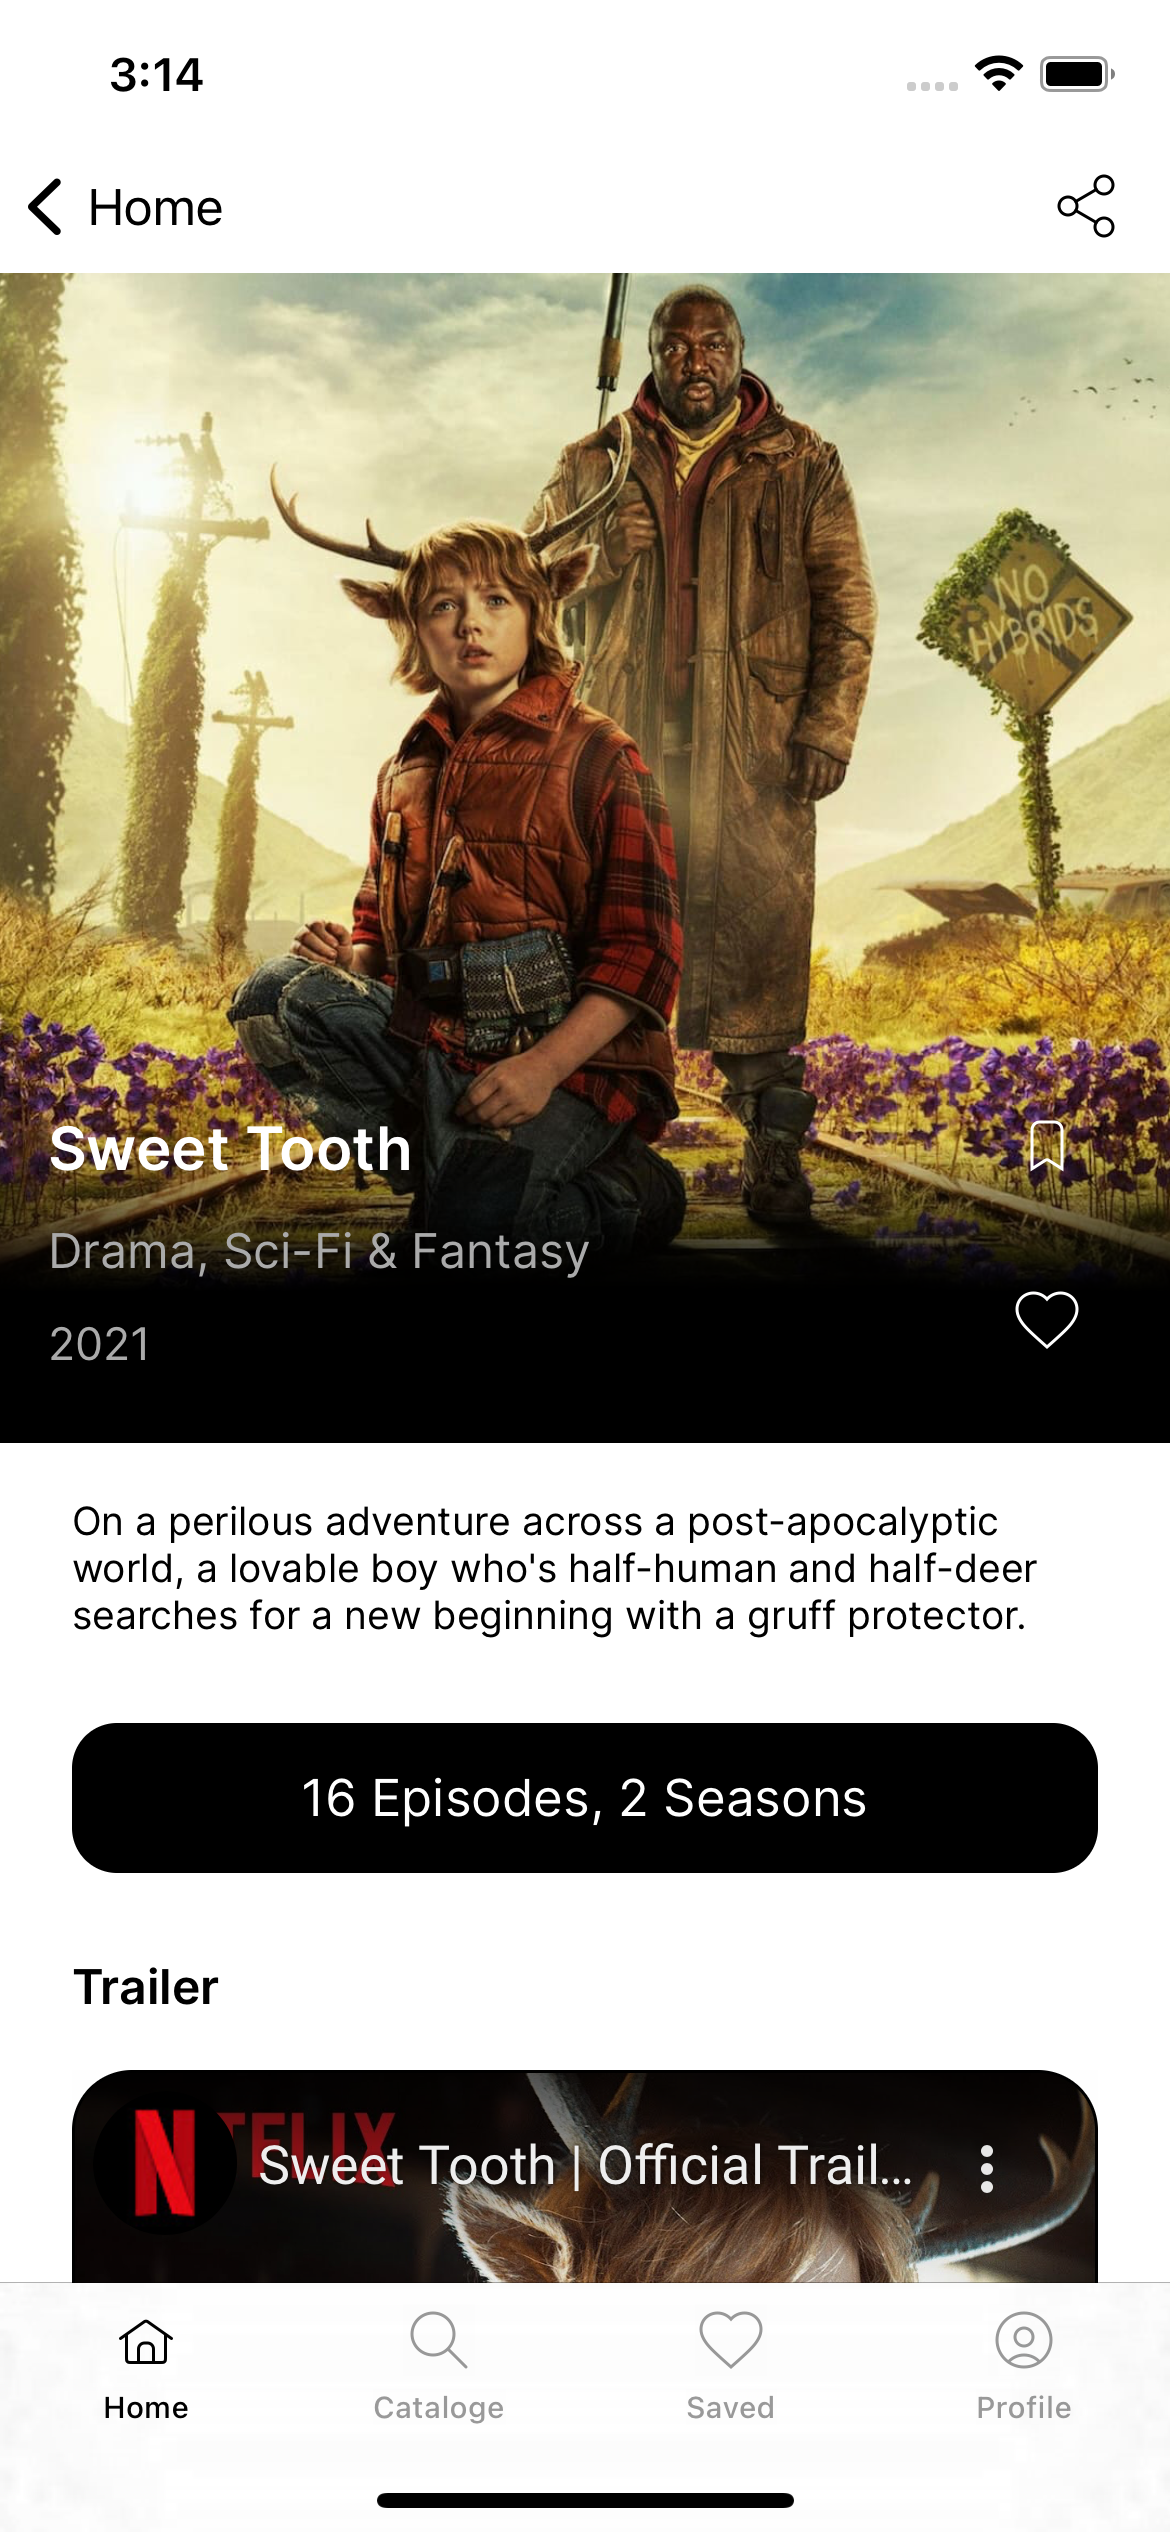 3:14
Home
NO
HYBRIDS
Sweet Tooth
Drama, Sci-Fi & Fantasy
2021
On a perilous adventure across a post-apocalyptic
world, a lovable boy who's half-human and half-deer
searches for a new beginning with a gruff protector.
16 Episodes, 2 Seasons
Trailer
N
TFLIX
Sweet Tooth | Official Trail...
Home
Cataloge
Saved
Profile